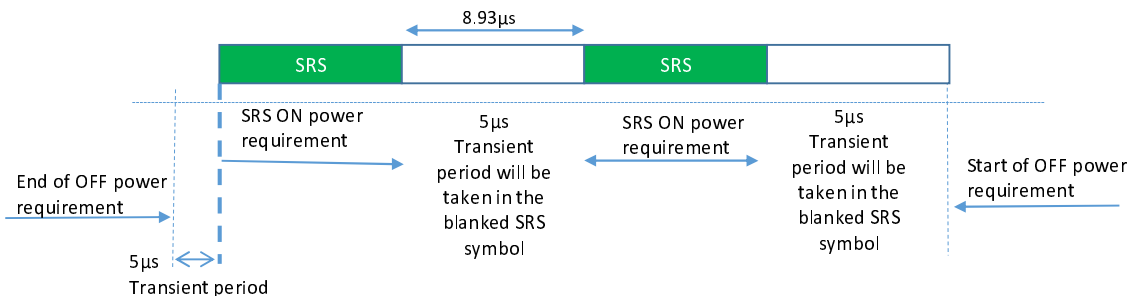 8.93µs
SRS
SRS
SRS ON power
requirement
5µs
Transient
period will be
taken in the
blanked SRS
symbol
SRS ON power
requirement
5µs
Transient
period will be
taken in the
blanked SRS
symbol
End of OFF power
requirement
Start of OFF power
requirement
5µs
Transient period